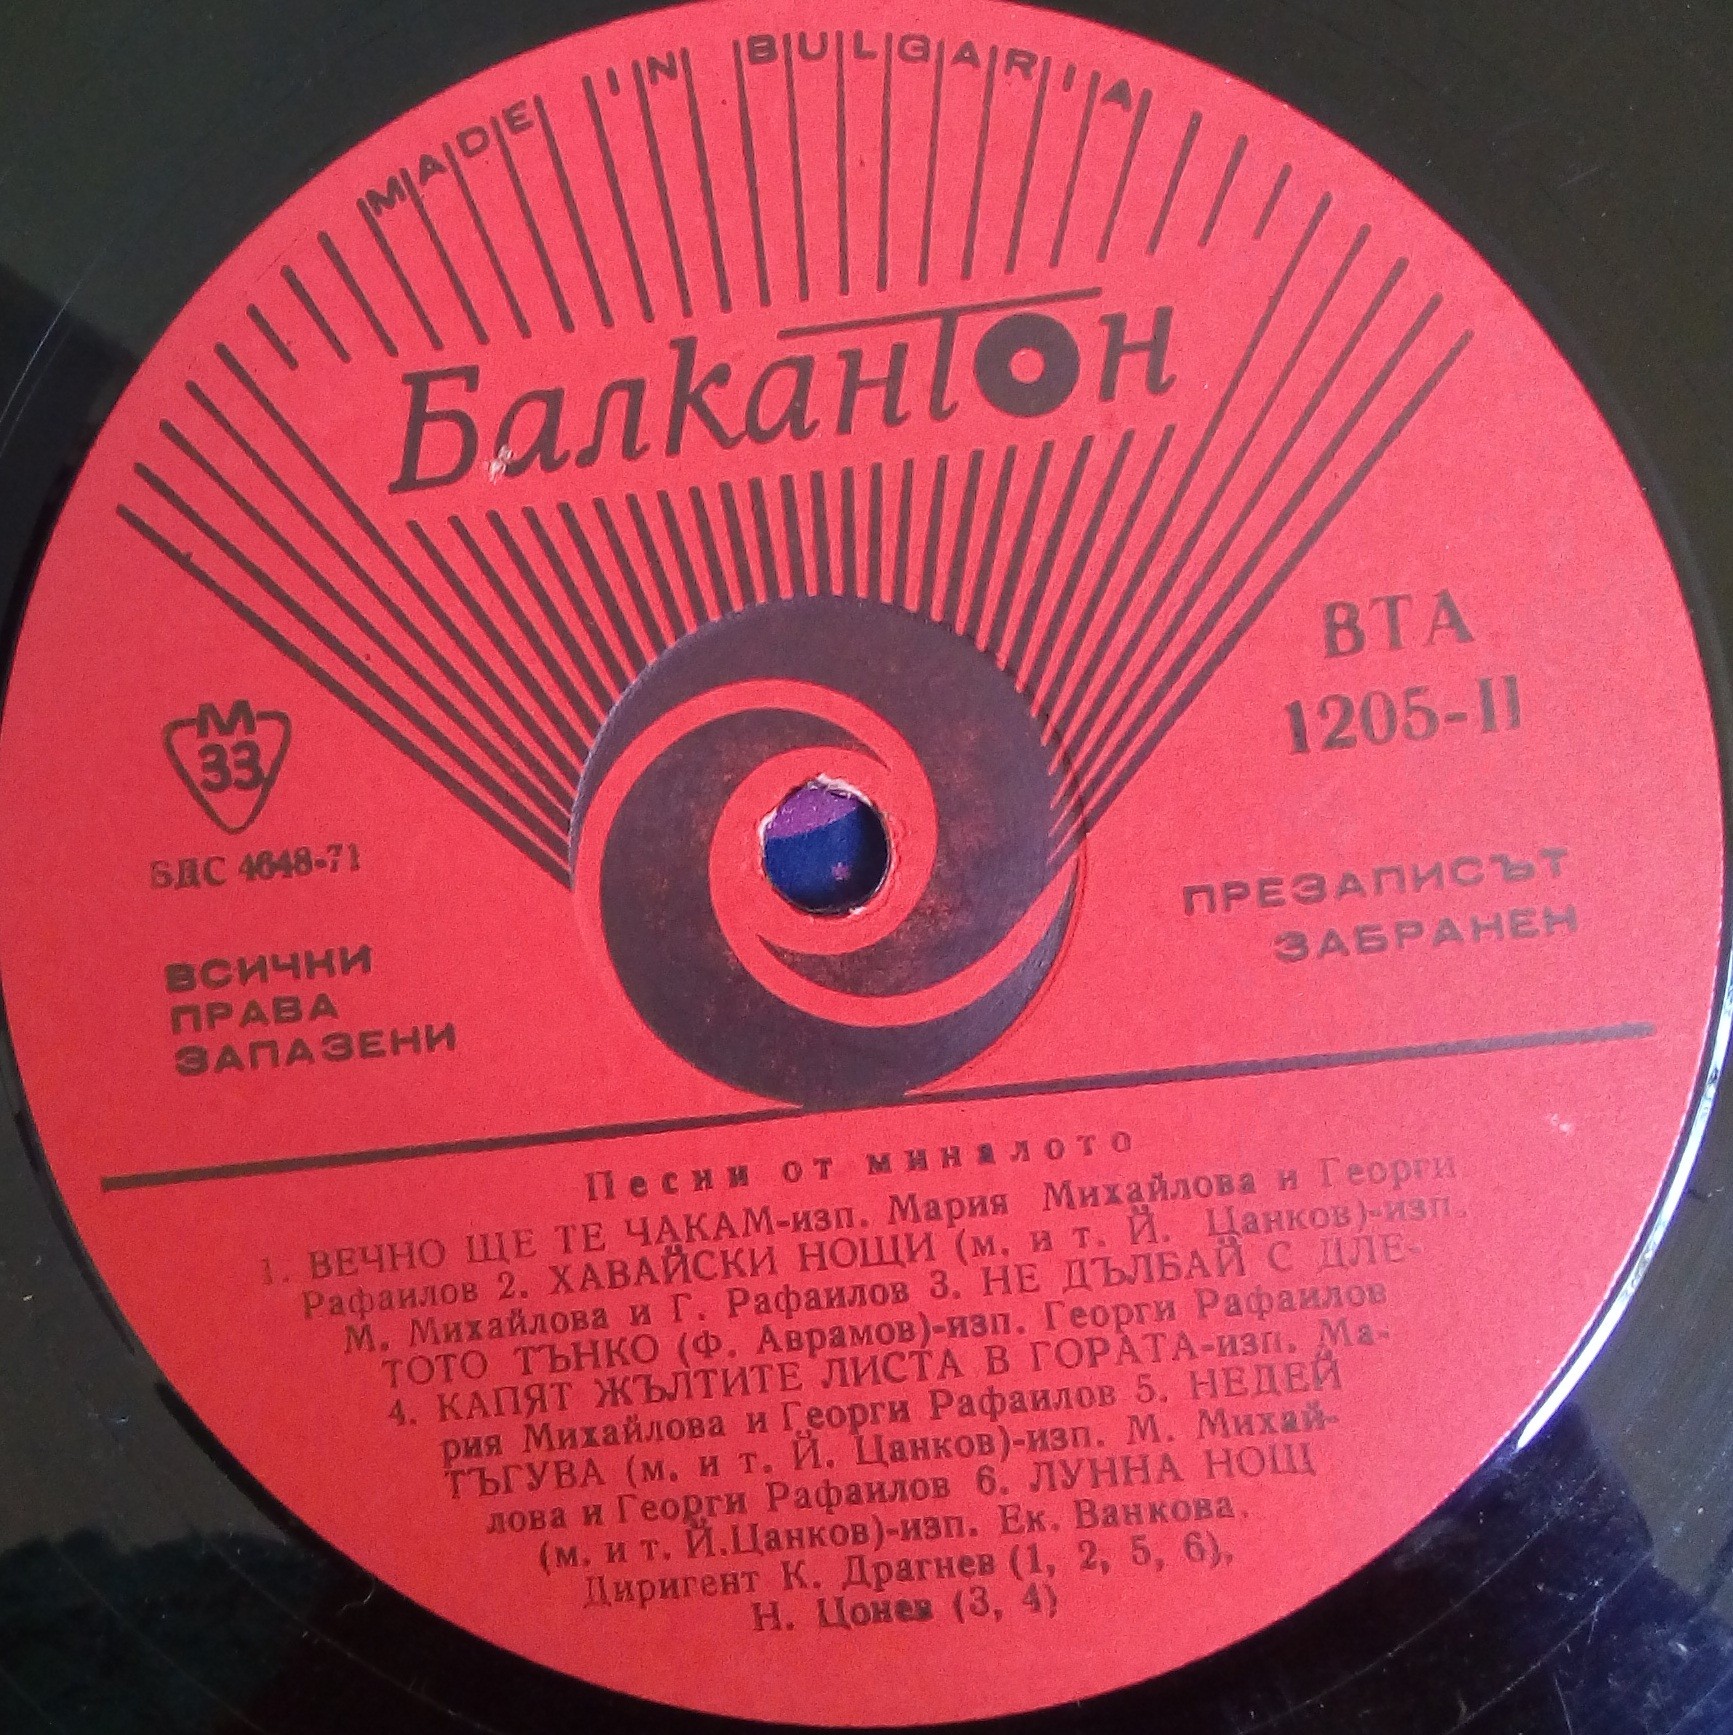 MADE IN BULGARIA
Балкантон
ВТА
1205-II
М
33
БДС 4648-71
ПРЕЗАПИСЪТ
ЗАБРАНЕН
ВСИЧКИ
ПРАВА
ЗАПАЗЕНИ
Песни от миналото
1. ВЕЧНО ЩЕ ТЕ ЧАКАМ-изп. Мария Михайлова и Георги
Рафаилов 2. ХАВАЙСКИ НОЩИ (м. и т. Й. Цанков)-изп.
М. Михайлова и Г. Рафаилов 3. НЕ ДЪЛБАЙ С ДЛЕ-
ТОТО ТЪНКО (Ф. Аврамов)-изп. Георги Рафаилов
4. КАПЯТ ЖЪЛТИТЕ ЛИСТА В ГОРАТА-изп. Ма-
рия Михайлова и Георги Рафаилов 5. НЕДЕЙ
ТЪГУВА (м. и т. Й. Цанков)-изп. М. Михай-
лова и Георги Рафаилов 6. ЛУННА НОЩ
(м. и т. Й.Цанков)-изп. Ек. Ванкова.
Диригент К. Драгнев (1, 2, 5, 6),
Н. Цонев (3, 4)